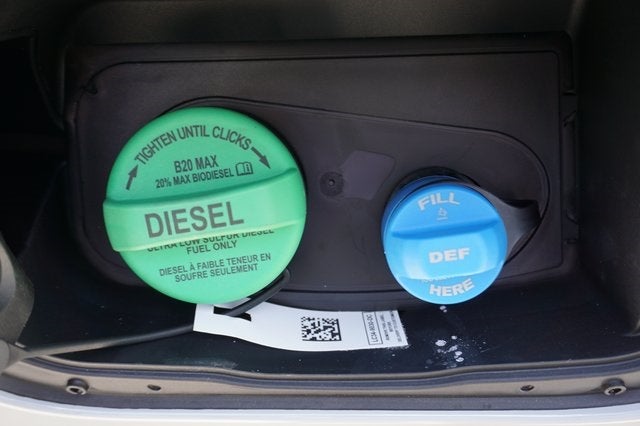 TIGHTEN UNTIL CLICKS
B20 MAX
20% MAX BIODIESEL
DIESEL
ULTRA LOW SULFUR DIESEL
FUEL ONLY
DIESEL À FAIBLE TENEUR EN
SOUFRE SEULEMENT
FILL
DEF
HERE